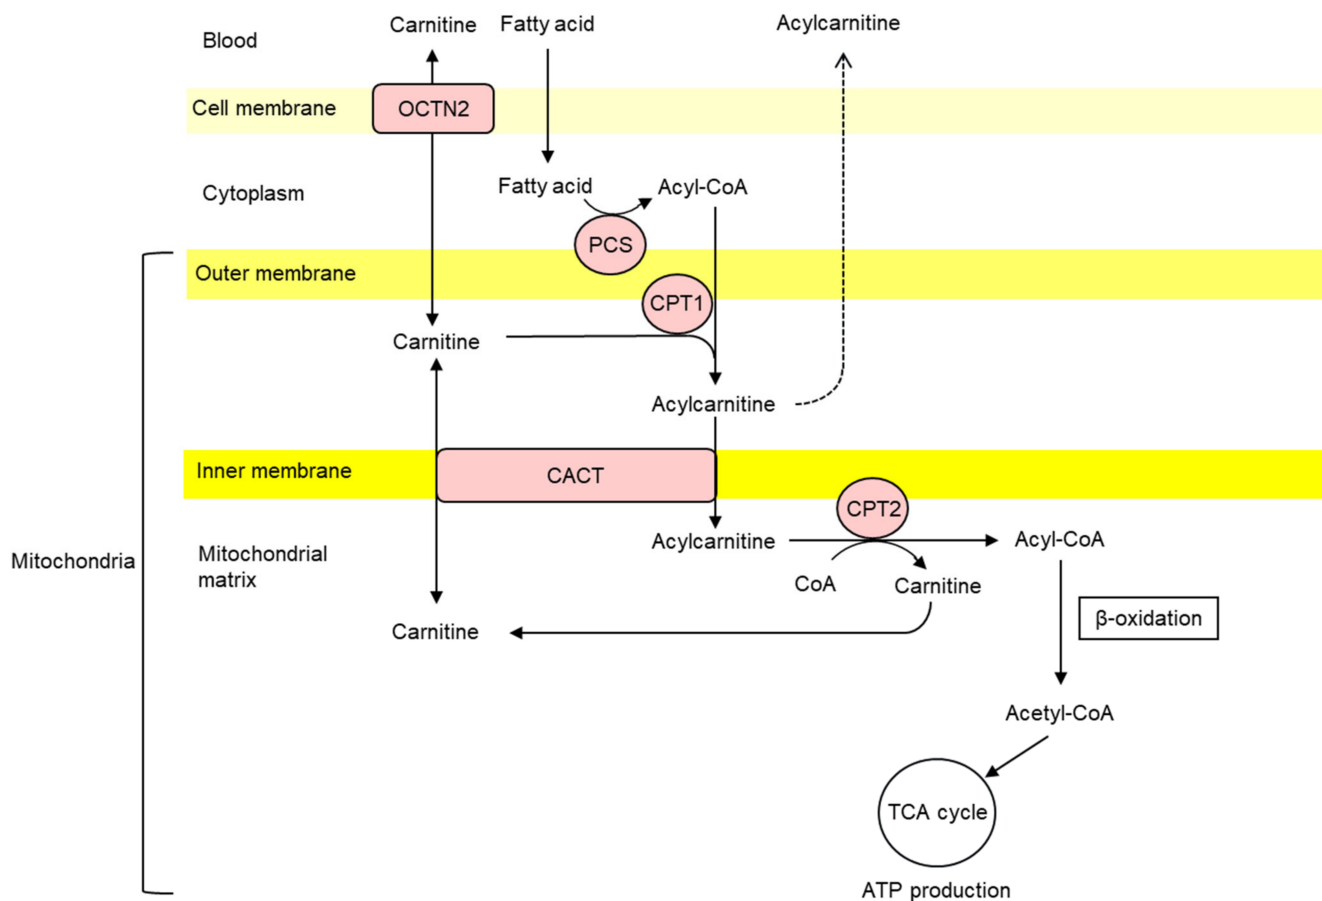 Carnitine
Fatty acid
Acylcarnitine
Blood
Cell membrane
OCTN2
Cytoplasm
Fatty acid
Acyl-CoA
PCS
Outer membrane
CPT1
Carnitine
Acylcarnitine
Inner membrane
CACT
CPT2
Mitochondria
Mitochondrial
matrix
Acylcarnitine
Acyl-CoA
CoA
Carnitine
Carnitine
β-oxidation
Acetyl-CoA
TCA cycle
ATP production